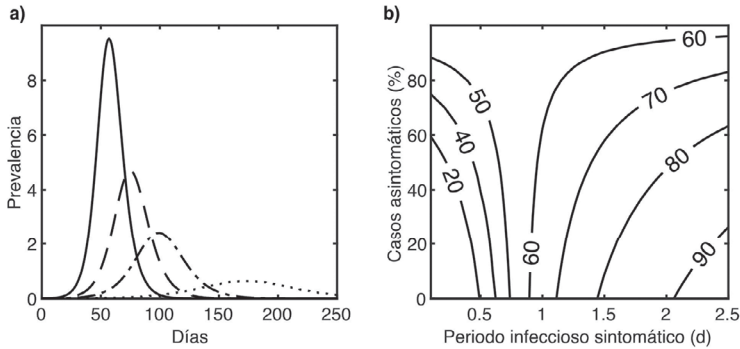 a)
8
6
4
2
0
Prevalencia
0 50 100 150 200 250
Días
b)
100
80
60
40
20
0
Casos asintomáticos (%)
20
40
50
60
60
70
80
90
0.5 1 1.5 2 2.5
Periodo infeccioso sintomático (d)